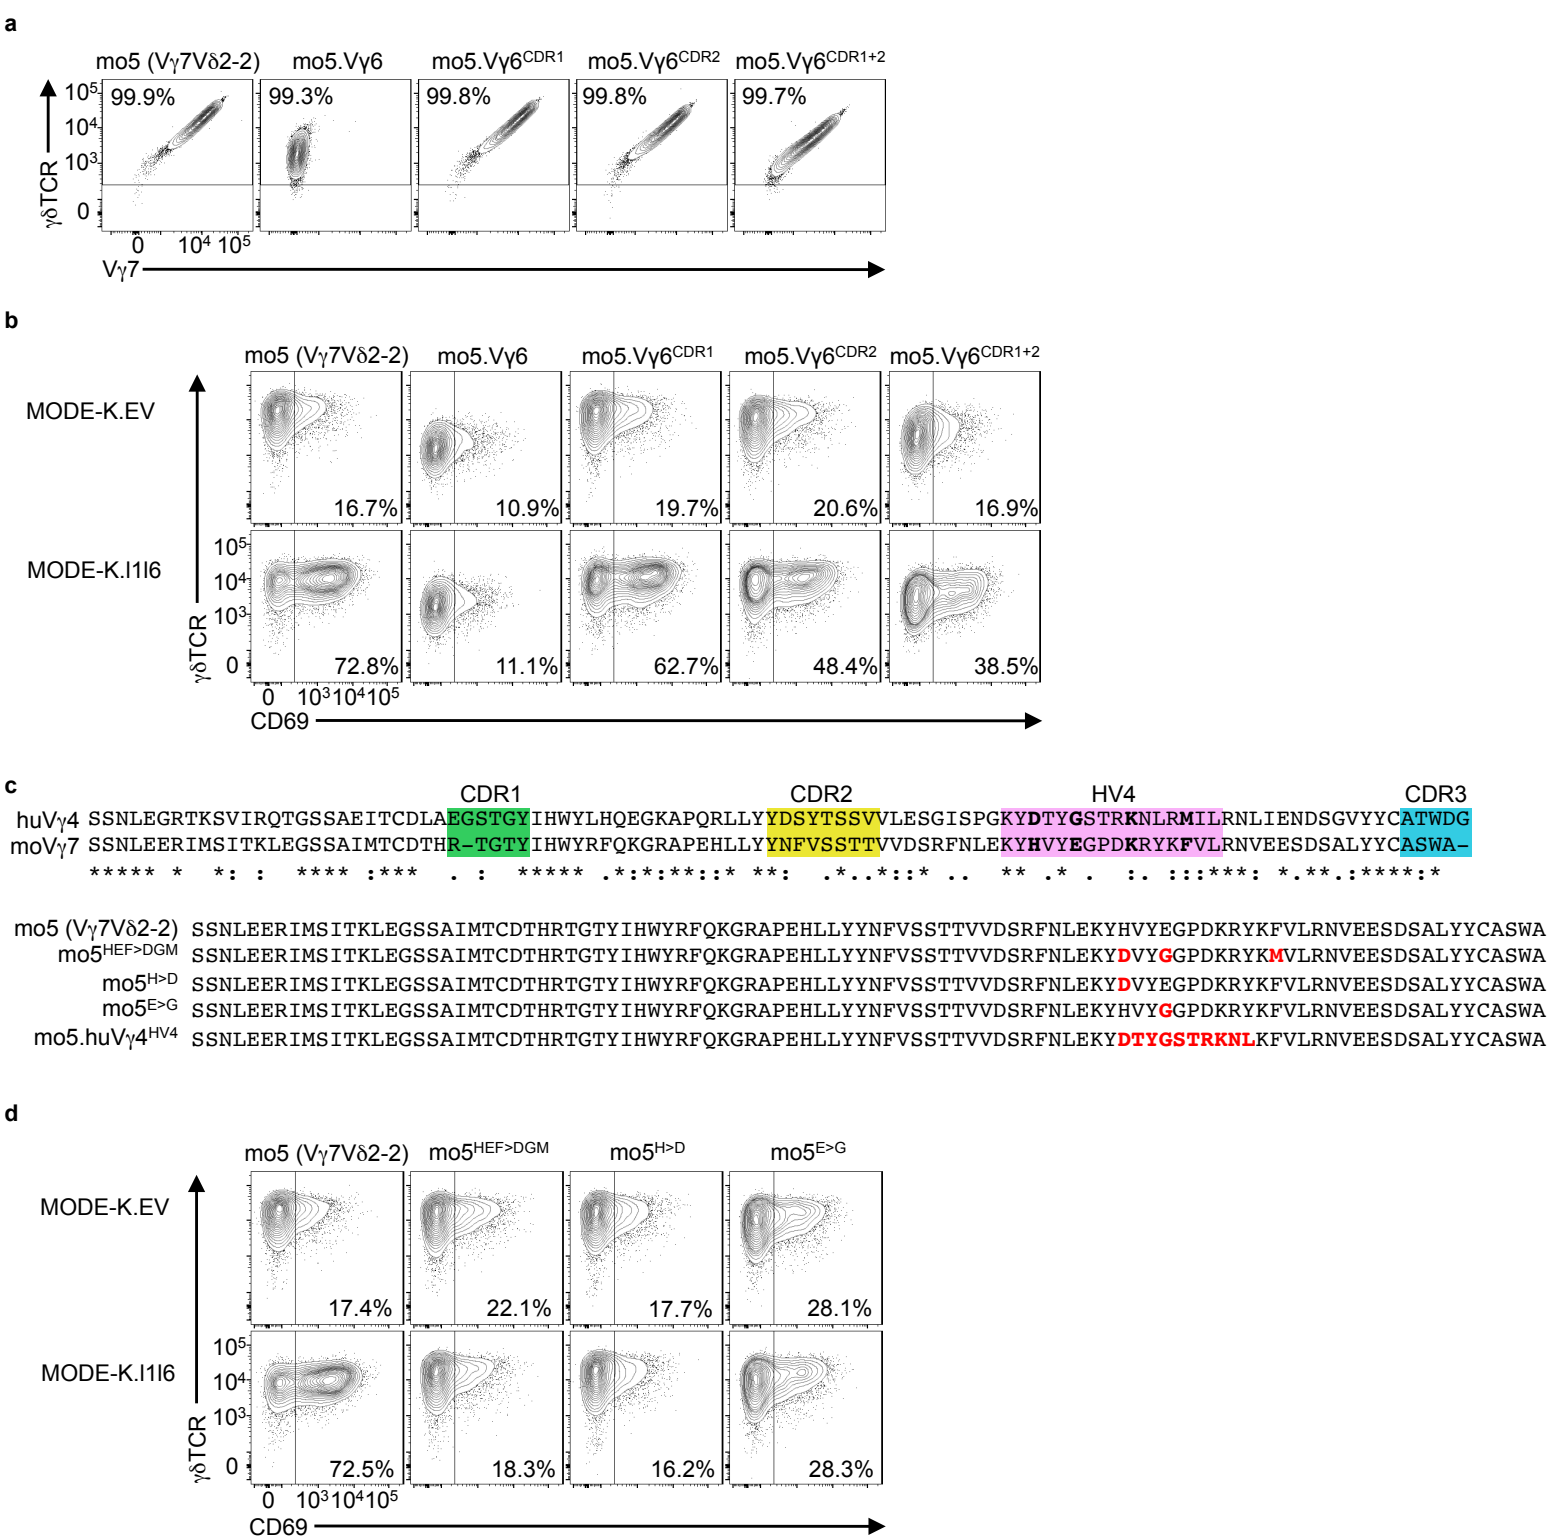 a
mo5 (Vγ7Vδ2-2) mo5.Vγ6 mo5.Vγ6CDR1 mo5.Vγ6CDR2 mo5.Vγ6CDR1+2
99.9% 99.3% 99.8% 99.8% 99.7%
10⁵
10⁴
10³
0
γδTCR
0 10⁴ 10⁵
Vγ7
b
mo5 (Vγ7Vδ2-2) mo5.Vγ6 mo5.Vγ6CDR1 mo5.Vγ6CDR2 mo5.Vγ6CDR1+2
MODE-K.EV
16.7% 10.9% 19.7% 20.6% 16.9%
MODE-K.I1I6
10⁵
10⁴
10³
0
γδTCR
72.8% 11.1% 62.7% 48.4% 38.5%
0 10³ 10⁴ 10⁵
CD69
c
CDR1 CDR2 HV4 CDR3
huVγ4 SSNLEGRTKSVIRQTGSSAEITCDLAEGSTGYIHWYLHQEGKAPQRLLYYDSYTSSVVLESGISPGKYDTYGSTRKNLRMILRNLIENDSGVYYCATWDG
moVγ7 SSNLEERIMSITKLEGSSAIMTCDTHR-TGTYIHWYRFQKGRAPEHLLYYNFVSSTTVVDSRFNLEKYHVYEGPDKRYKFVLRNVEESDSALYYCASWA-
***** * *: : **** :*** . : ***** .*:**:**::* **: .*..*::* .. ** .* . :. :::****: *.**.:****:*
mo5 (Vγ7Vδ2-2) SSNLEERIMSITKLEGSSAIMTCDTHRTGTYIHWYRFQKGRAPEHLLYYNFVSSTTVVDSRFNLEKYHVYEGPDKRYKFVLRNVEESDSALYYCASWA
mo5HEF>DGM SSNLEERIMSITKLEGSSAIMTCDTHRTGTYIHWYRFQKGRAPEHLLYYNFVSSTTVVDSRFNLEKYDVYGGPDKRYKMVLRNVEESDSALYYCASWA
mo5H>D SSNLEERIMSITKLEGSSAIMTCDTHRTGTYIHWYRFQKGRAPEHLLYYNFVSSTTVVDSRFNLEKYDVYEGPDKRYKFVLRNVEESDSALYYCASWA
mo5E>G SSNLEERIMSITKLEGSSAIMTCDTHRTGTYIHWYRFQKGRAPEHLLYYNFVSSTTVVDSRFNLEKYHVYGGPDKRYKFVLRNVEESDSALYYCASWA
mo5.huVγ4HV4 SSNLEERIMSITKLEGSSAIMTCDTHRTGTYIHWYRFQKGRAPEHLLYYNFVSSTTVVDSRFNLEKYDTYGSTRKNLKFVLRNVEESDSALYYCASWA
d
mo5 (Vγ7Vδ2-2) mo5HEF>DGM mo5H>D mo5E>G
MODE-K.EV
17.4% 22.1% 17.7% 28.1%
MODE-K.I1I6
10⁵
10⁴
10³
0
γδTCR
72.5% 18.3% 16.2% 28.3%
0 10³ 10⁴ 10⁵
CD69